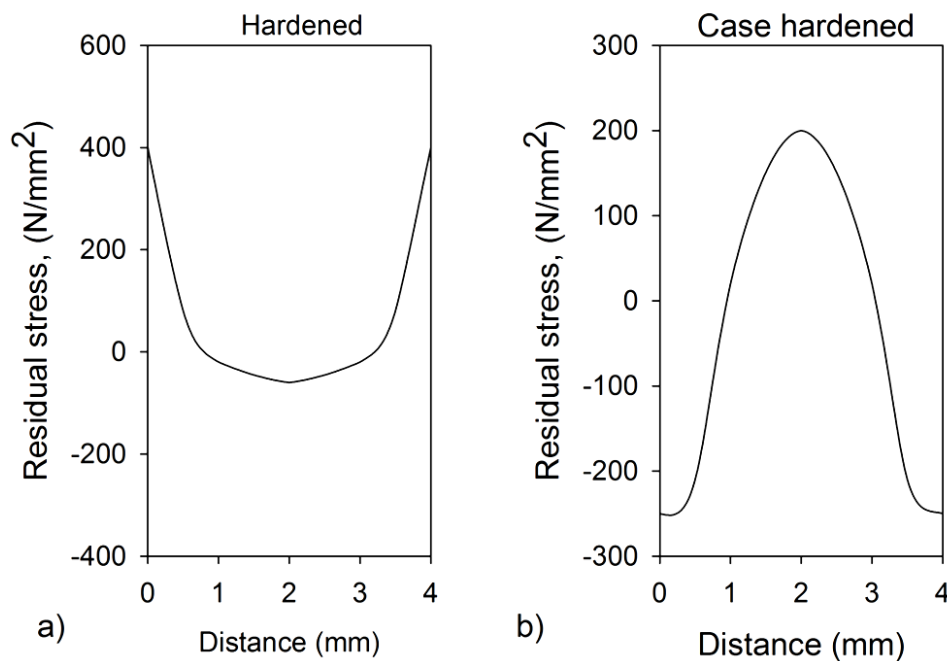 Hardened
600
400
200
0
-200
-400
Residual stress, (N/mm²)
0 1 2 3 4
Distance (mm)
a)
Case hardened
300
200
100
0
-100
-200
-300
Residual stress, (N/mm²)
0 1 2 3 4
Distance (mm)
b)